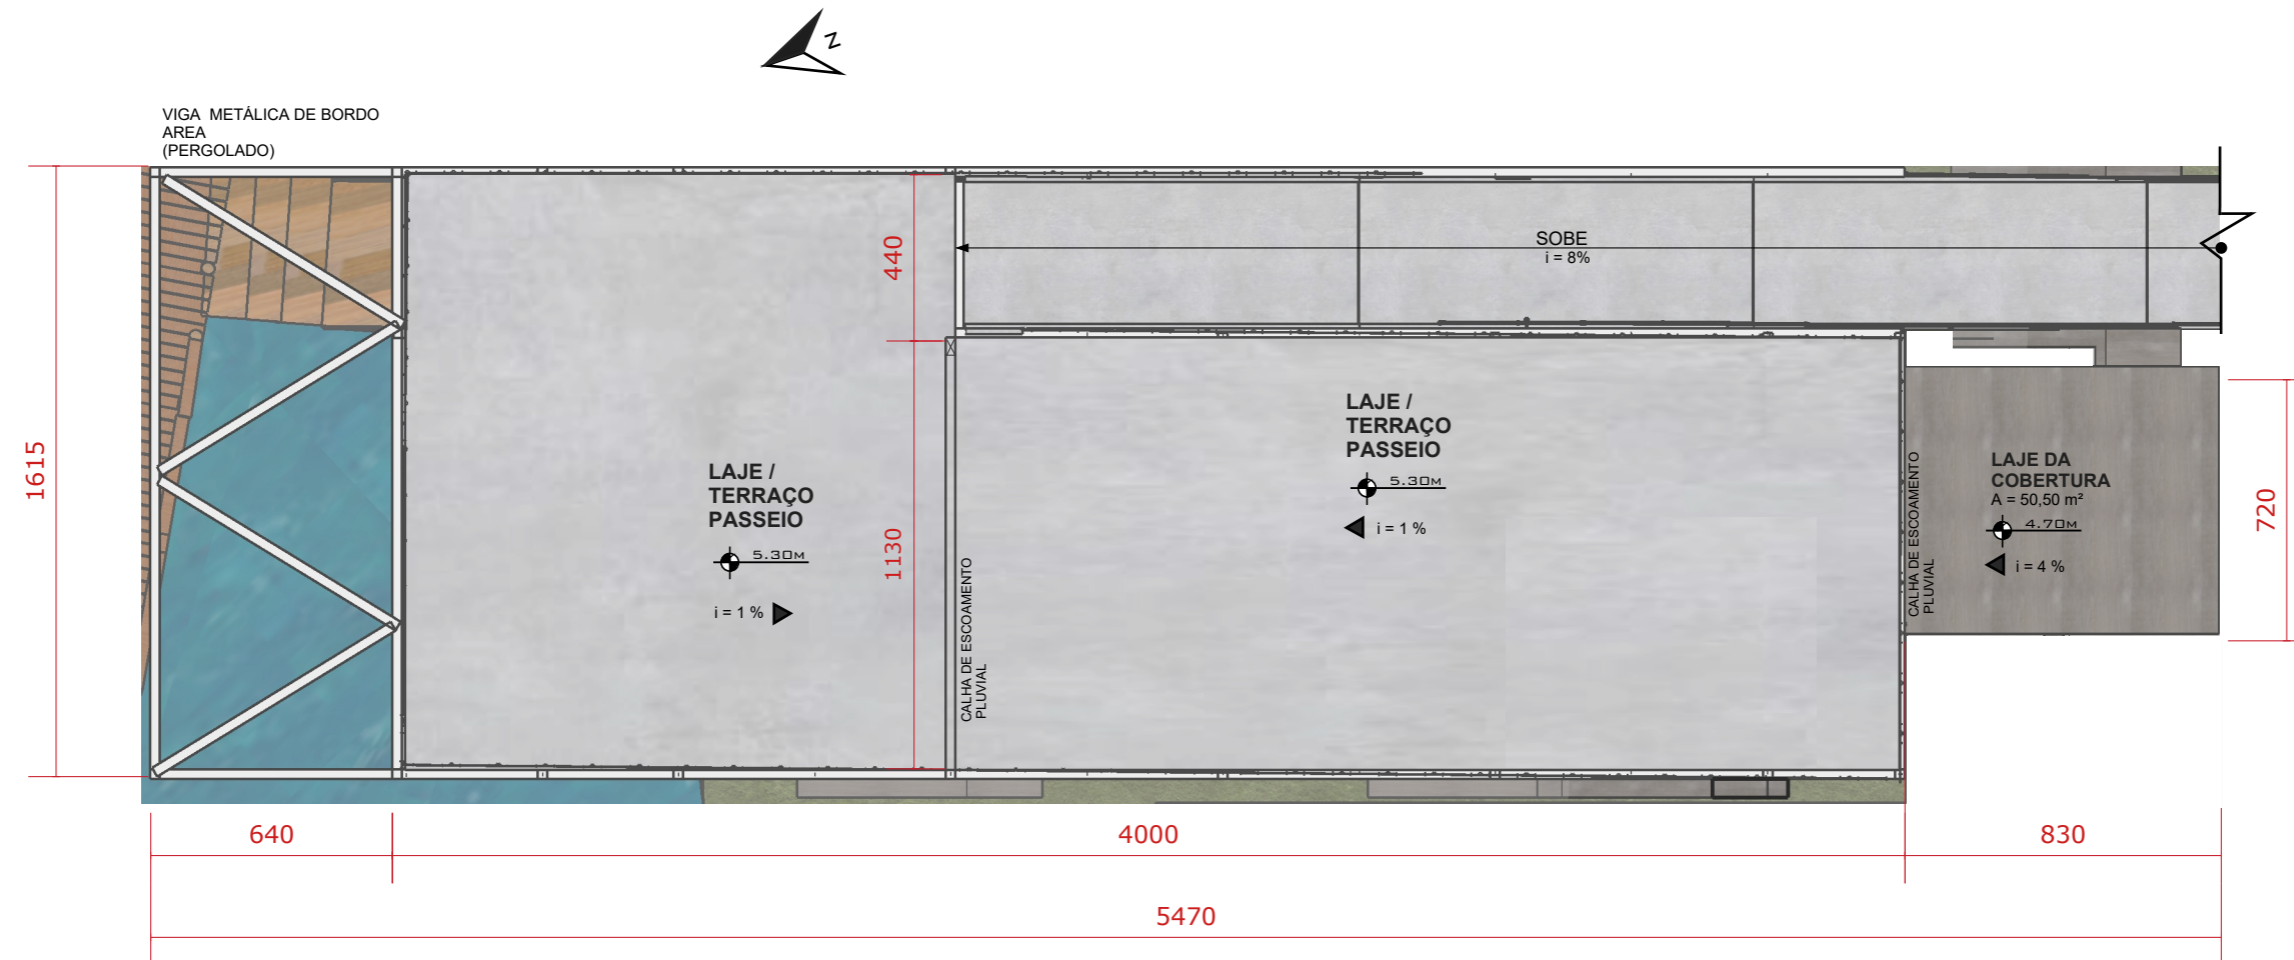 N
VIGA METÁLICA DE BORDO
AREA
(PERGOLADO)
440
SOBE
i = 8%
1615
1130
LAJE /
TERRAÇO
PASSEIO
5.30M
i = 1 %
CALHA DE ESCOAMENTO
PLUVIAL
LAJE /
TERRAÇO
PASSEIO
5.30M
i = 1 %
CALHA DE ESCOAMENTO
PLUVIAL
LAJE DA
COBERTURA
A = 50,50 m²
4.70M
i = 4 %
720
640
4000
830
5470